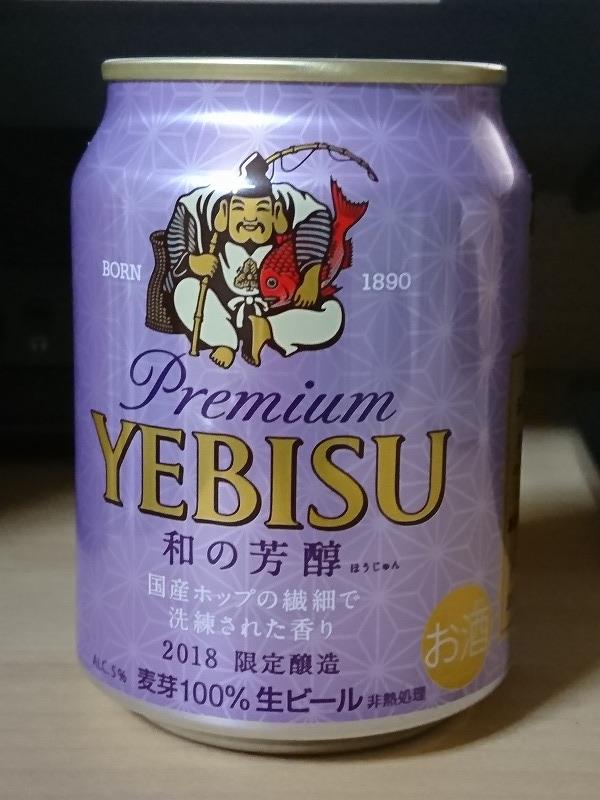 BORN 1890
Premium
YEBISU
和の芳醇 ほうじゅん
国産ホップの繊細で
洗練された香り
2018 限定醸造
お酒
ALC.5%
麦芽100%生ビール 非熱処理